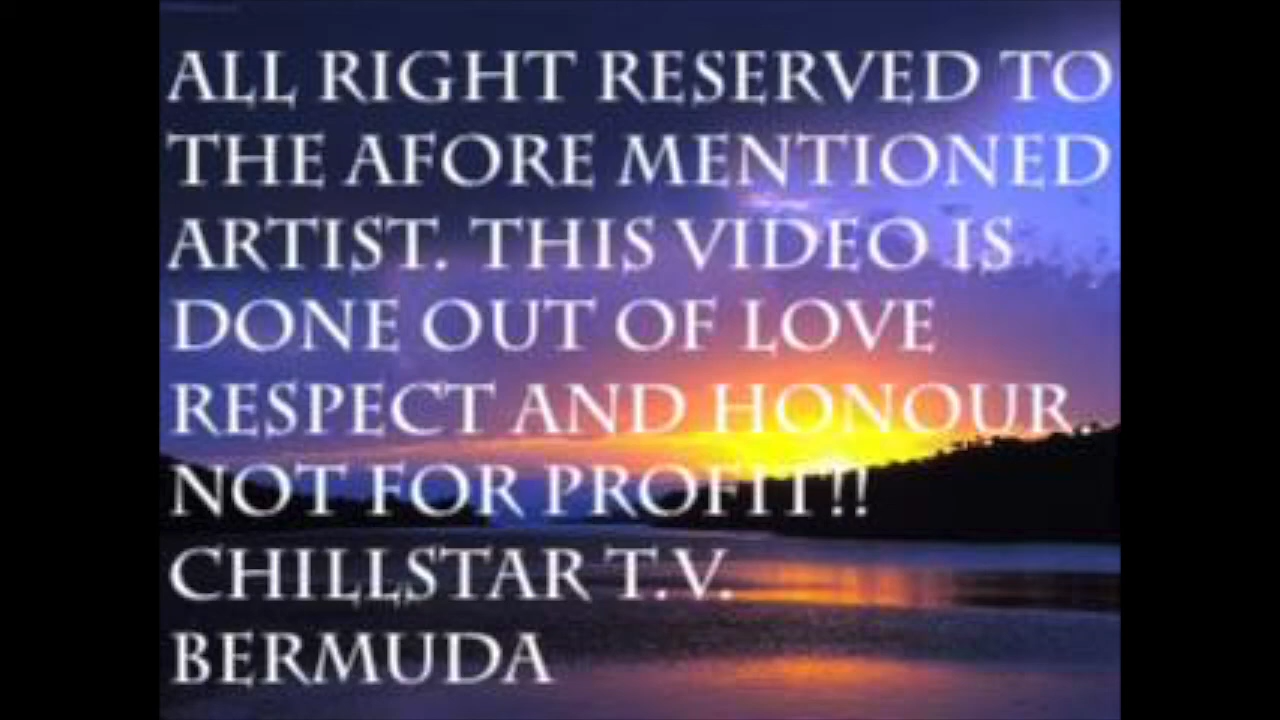 ALL RIGHT RESERVED TO
THE AFORE MENTIONED
ARTIST. THIS VIDEO IS
DONE OUT OF LOVE
RESPECT AND HONOUR
NOT FOR PROFIT!!
CHILLSTAR T.V.
BERMUDA